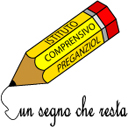 ISTITUTO
COMPRENSIVO
PREGANZIOL
un segno che resta